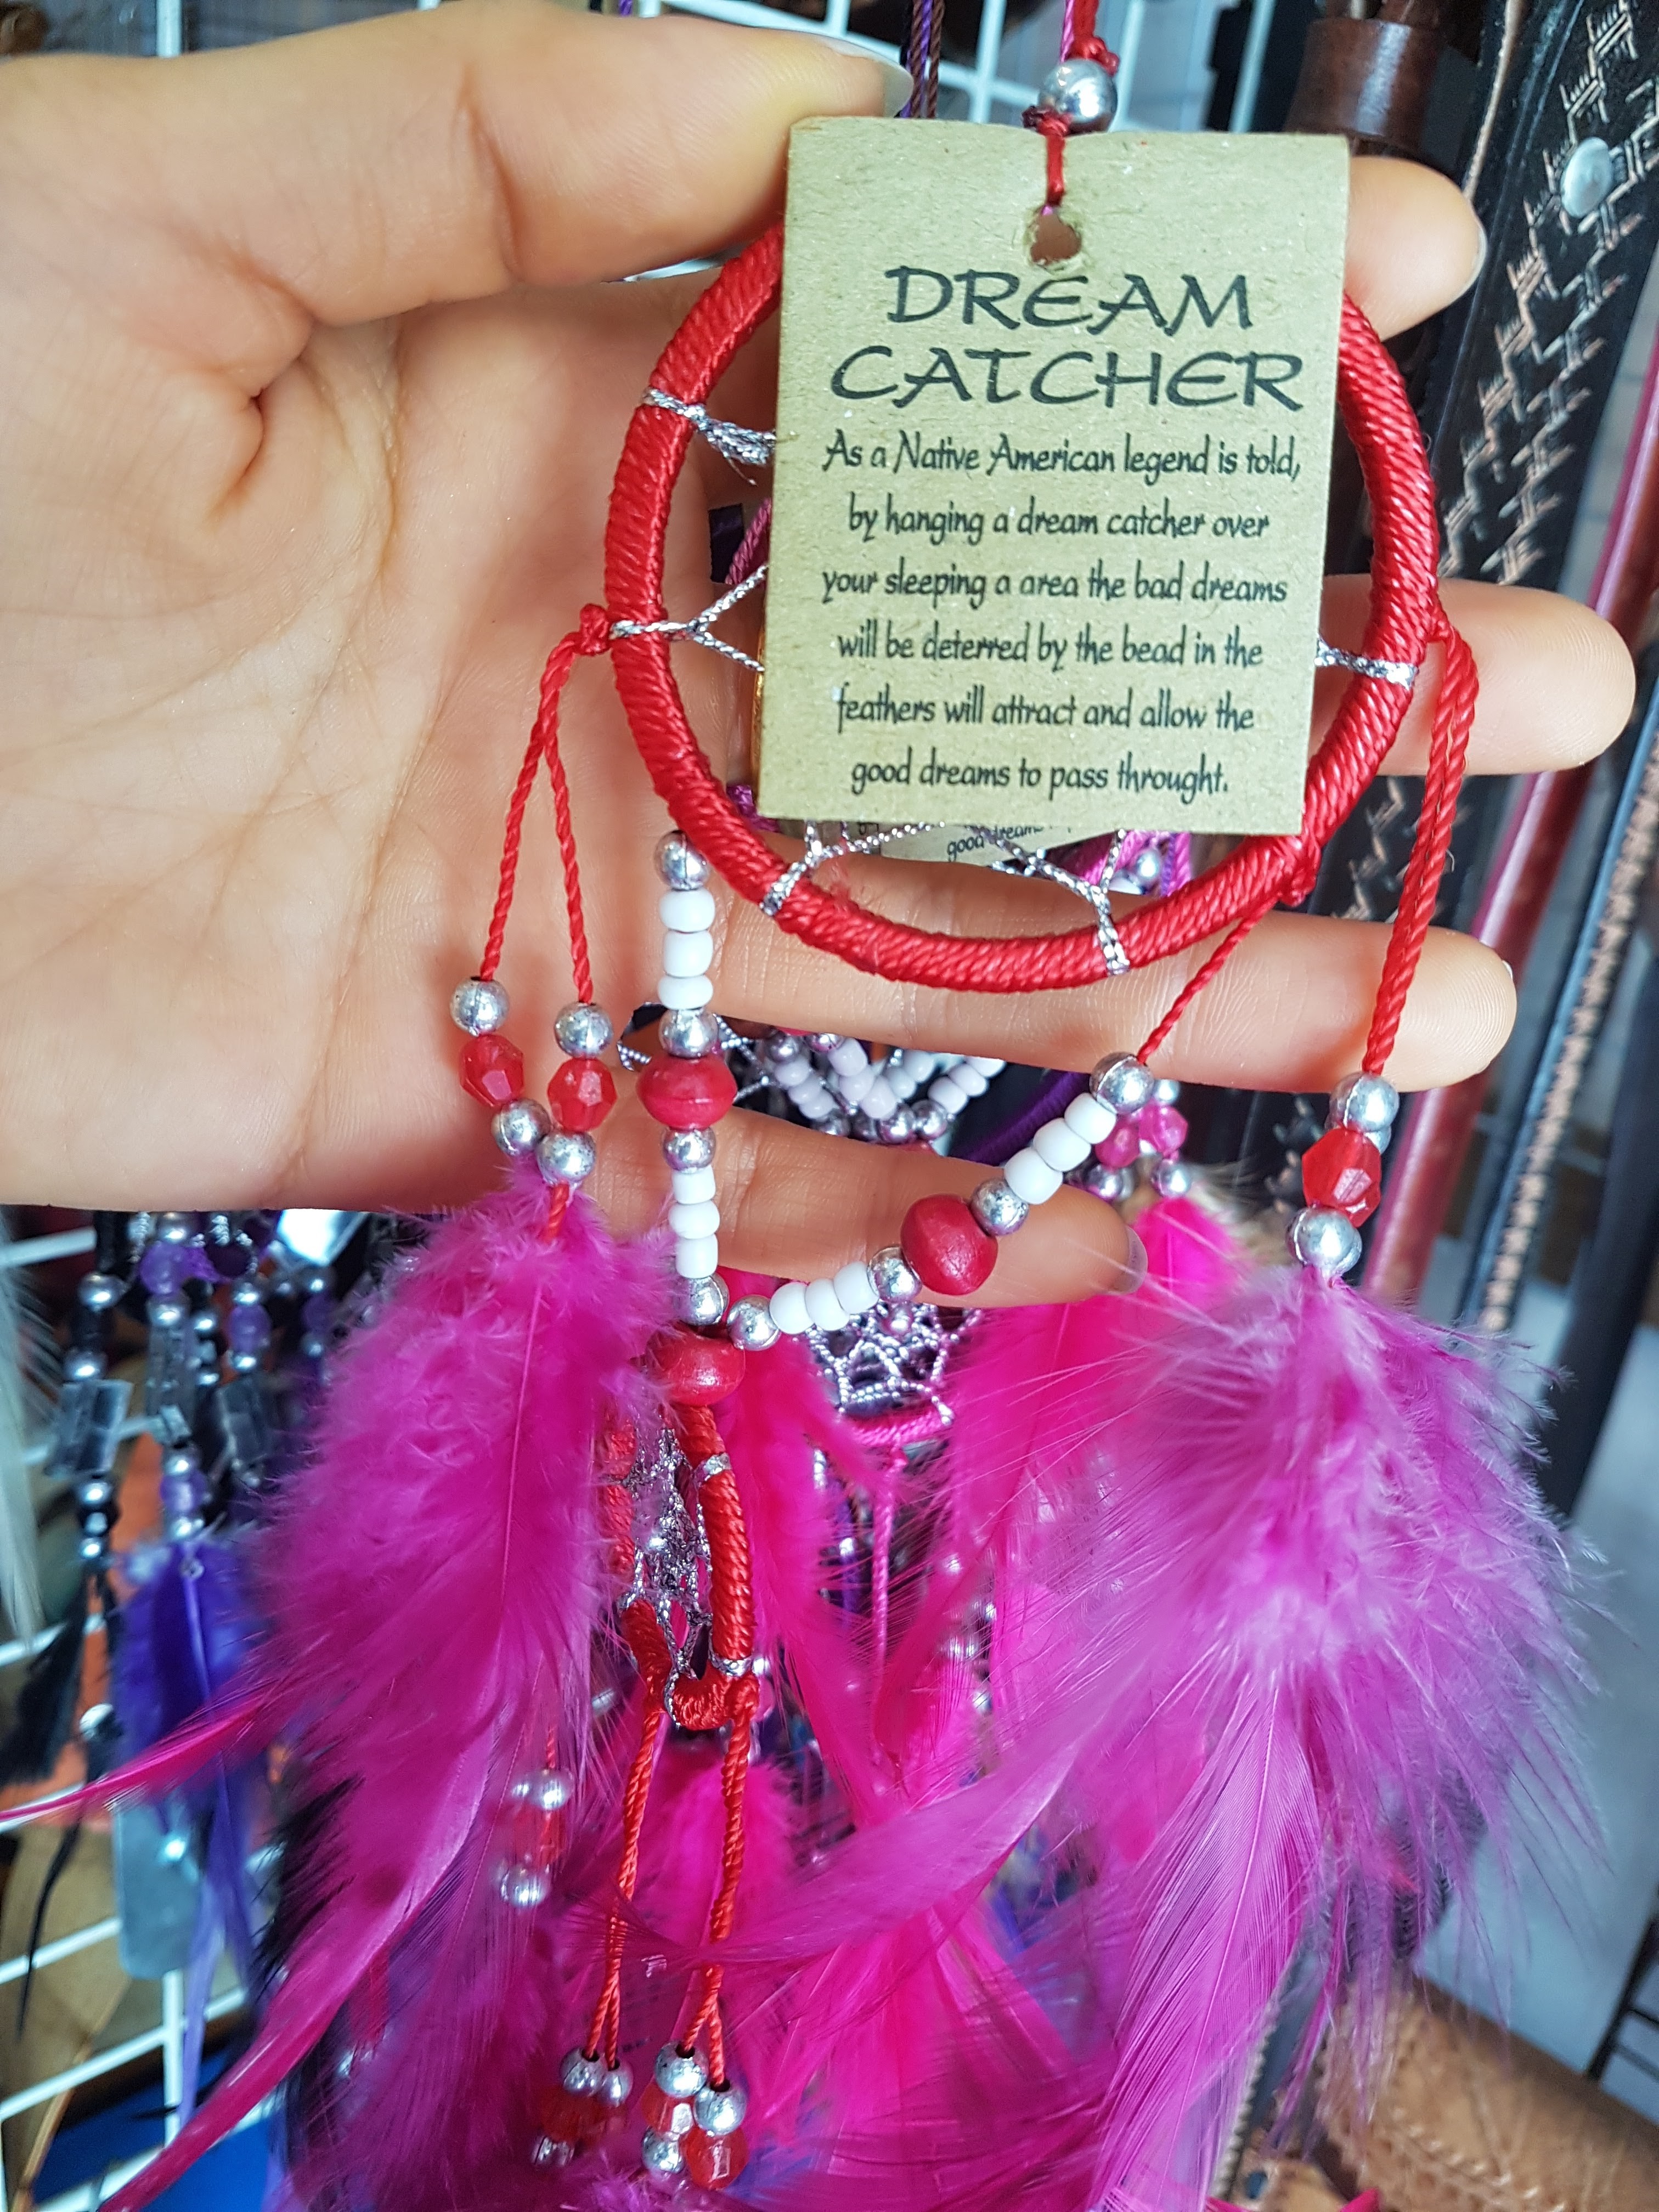 DREAM
CATCHER
As a Native American legend is told,
by hanging a dream catcher over
your sleeping a area the bad dreams
will be deterred by the bead in the
feathers will attract and allow the
good dreams to pass throught.
good dreams